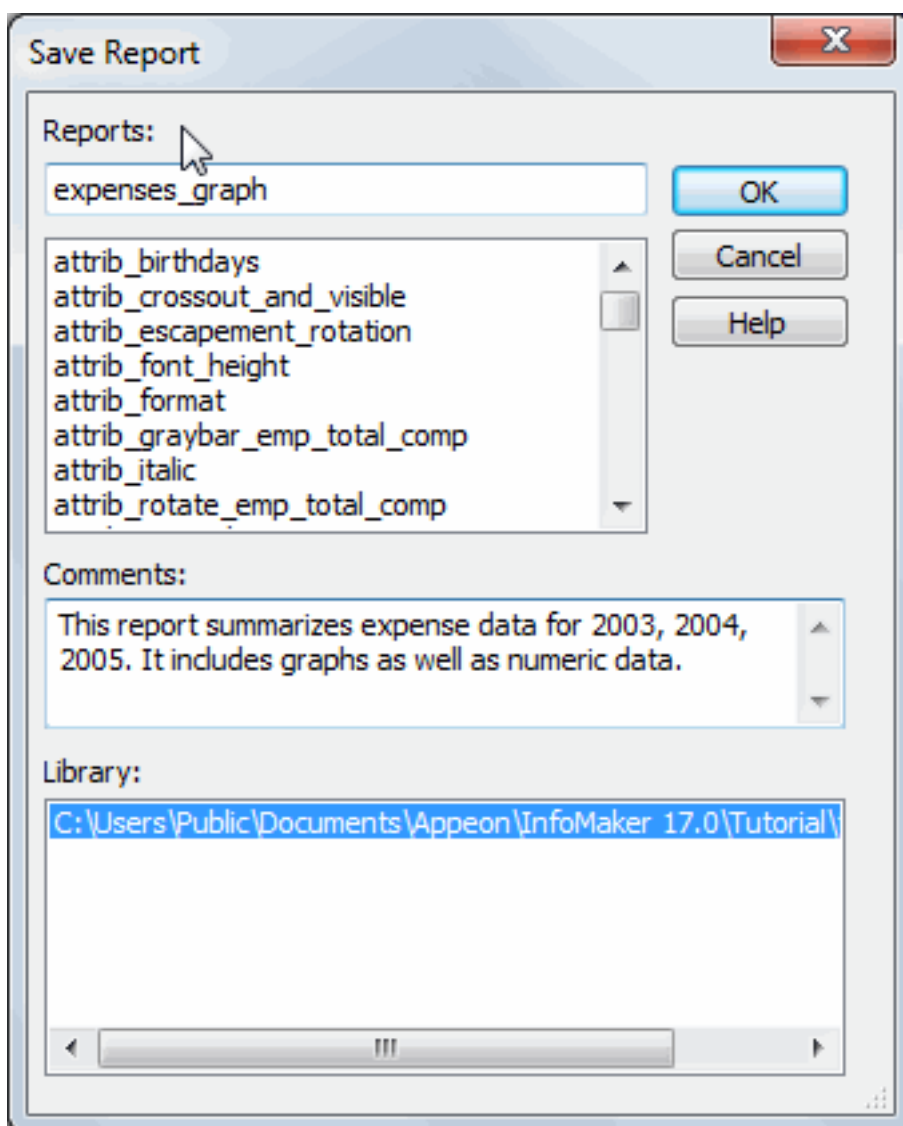 Save Report
Reports:
expenses_graph
OK
attrib_birthdays
Cancel
attrib_crossout_and_visible
attrib_escapement_rotation
Help
attrib_font_height
attrib_format
attrib_graybar_emp_total_comp
attrib_italic
attrib_rotate_emp_total_comp
Comments:
This report summarizes expense data for 2003, 2004,
2005. It includes graphs as well as numeric data.
Library:
C:\Users\Public\Documents\Appeon\InfoMaker 17.0\Tutorial\